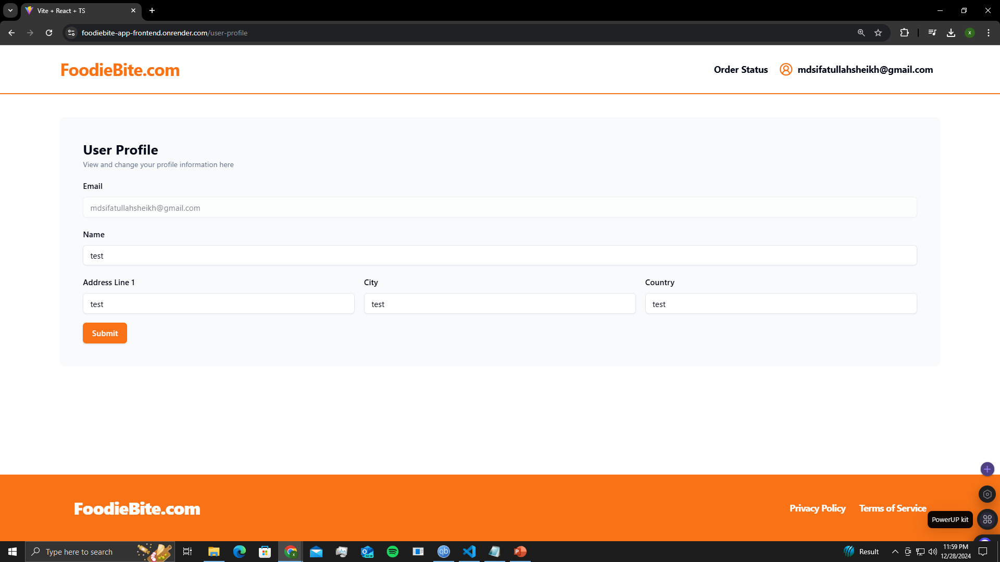 Vite + React + TS
foodiebite-app-frontend.onrender.com/user-profile
x
FoodieBite.com
Order Status
mdsifatullahsheikh@gmail.com
User Profile
View and change your profile information here
Email
mdsifatullahsheikh@gmail.com
Name
test
Address Line 1
City
Country
test
test
test
Submit
FoodieBite.com
Privacy Policy
Terms of Service
PowerUP kit
Type here to search
x
NEW
qb
P
Result
11:59 PM
12/28/2024